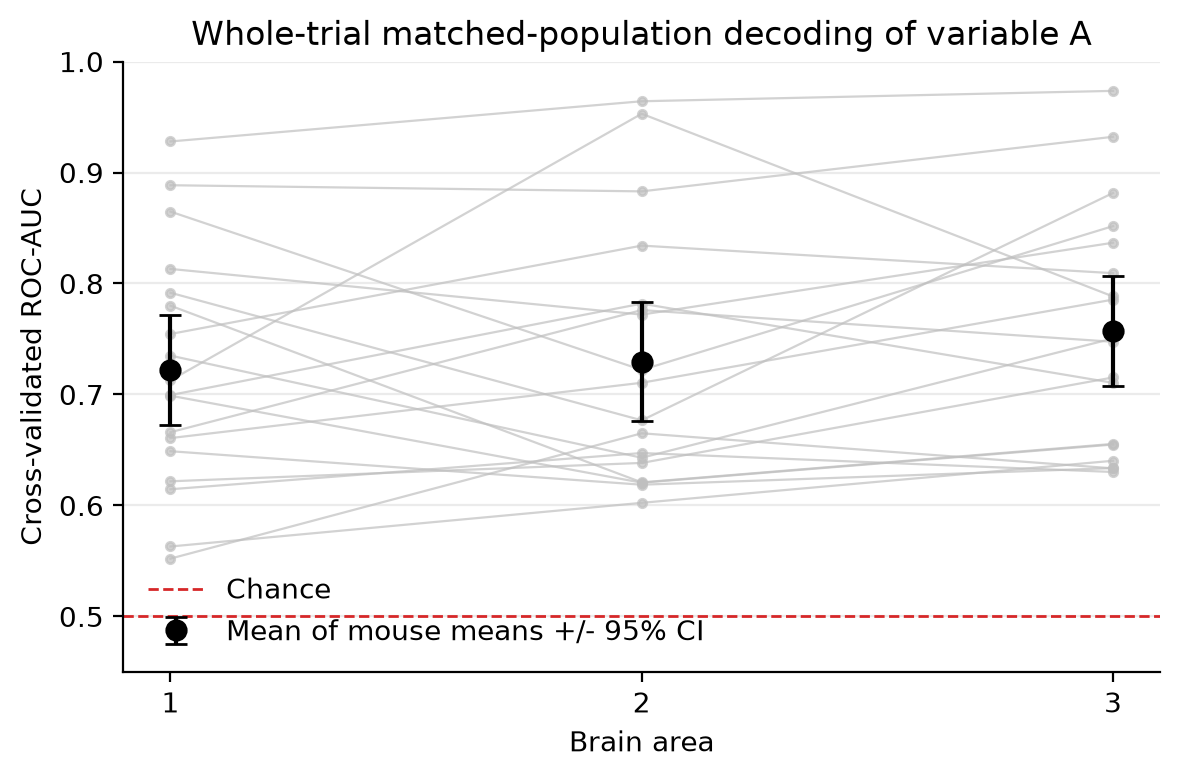 Whole-trial matched-population decoding of variable A
Cross-validated ROC-AUC
1.0
0.9
0.8
0.7
0.6
0.5
Chance
Mean of mouse means +/- 95% CI
1 2 3
Brain area